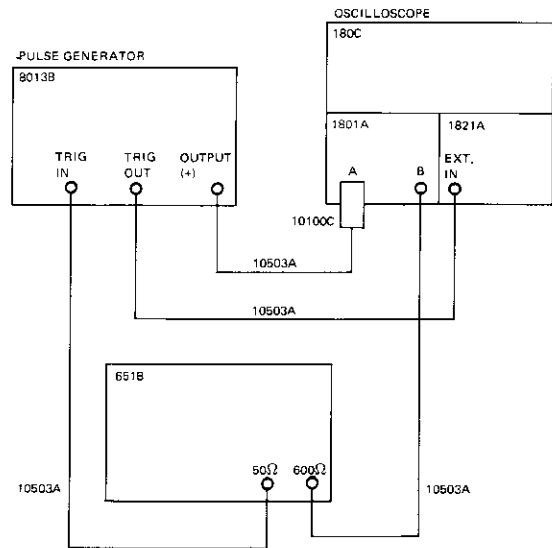 OSCILLOSCOPE
180C
PULSE GENERATOR
8013B
1801A
1821A
TRIG
IN
TRIG
OUT
OUTPUT
(+)
A
B
EXT.
IN
10100C
10503A
10503A
651B
50Ω
600Ω
10503A
10503A